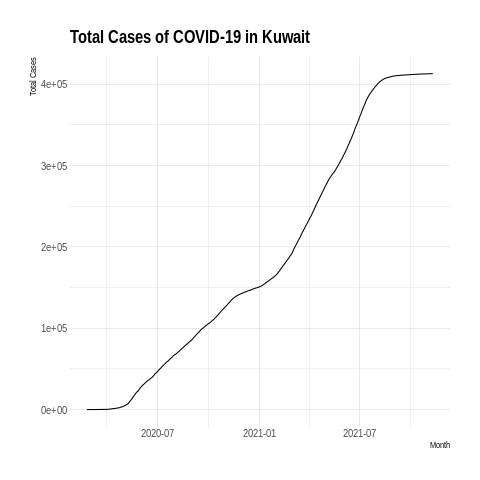 Total Cases of COVID-19 in Kuwait
Total Cases
4e+05
3e+05
2e+05
1e+05
0e+00
2020-07
2021-01
2021-07
Month